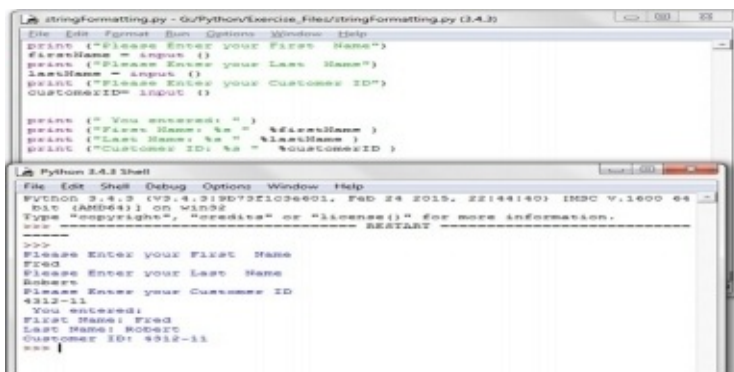 stringFormatting.py - G:/Python/Exercise_Files/stringFormatting.py (3.4.3)
File Edit Format Run Options Window Help
print ("Please Enter your First  Name")
firstName = input ()
print ("Please Enter your Last  Name")
lastName = input ()
print ("Please Enter your Customer ID")
customerID= input ()
print (" You entered: " )
print ("First Name: %s "  %firstName )
print ("Last Name: %s "  %lastName )
print ("Customer ID: %s "  %customerID )
Python 3.4.3 Shell
File Edit Shell Debug Options Window Help
Python 3.4.3 (v3.4.3:9b73f1c3e601, Feb 24 2015, 22:44:40) [MSC v.1600 64
bit (AMD64)] on win32
Type "copyright", "credits" or "license()" for more information.
>>> ================================ RESTART ================================
=====
>>>
Please Enter your First  Name
Fred
Please Enter your Last  Name
Robert
Please Enter your Customer ID
4312-11
 You entered:
First Name: Fred
Last Name: Robert
Customer ID: 4312-11
>>>